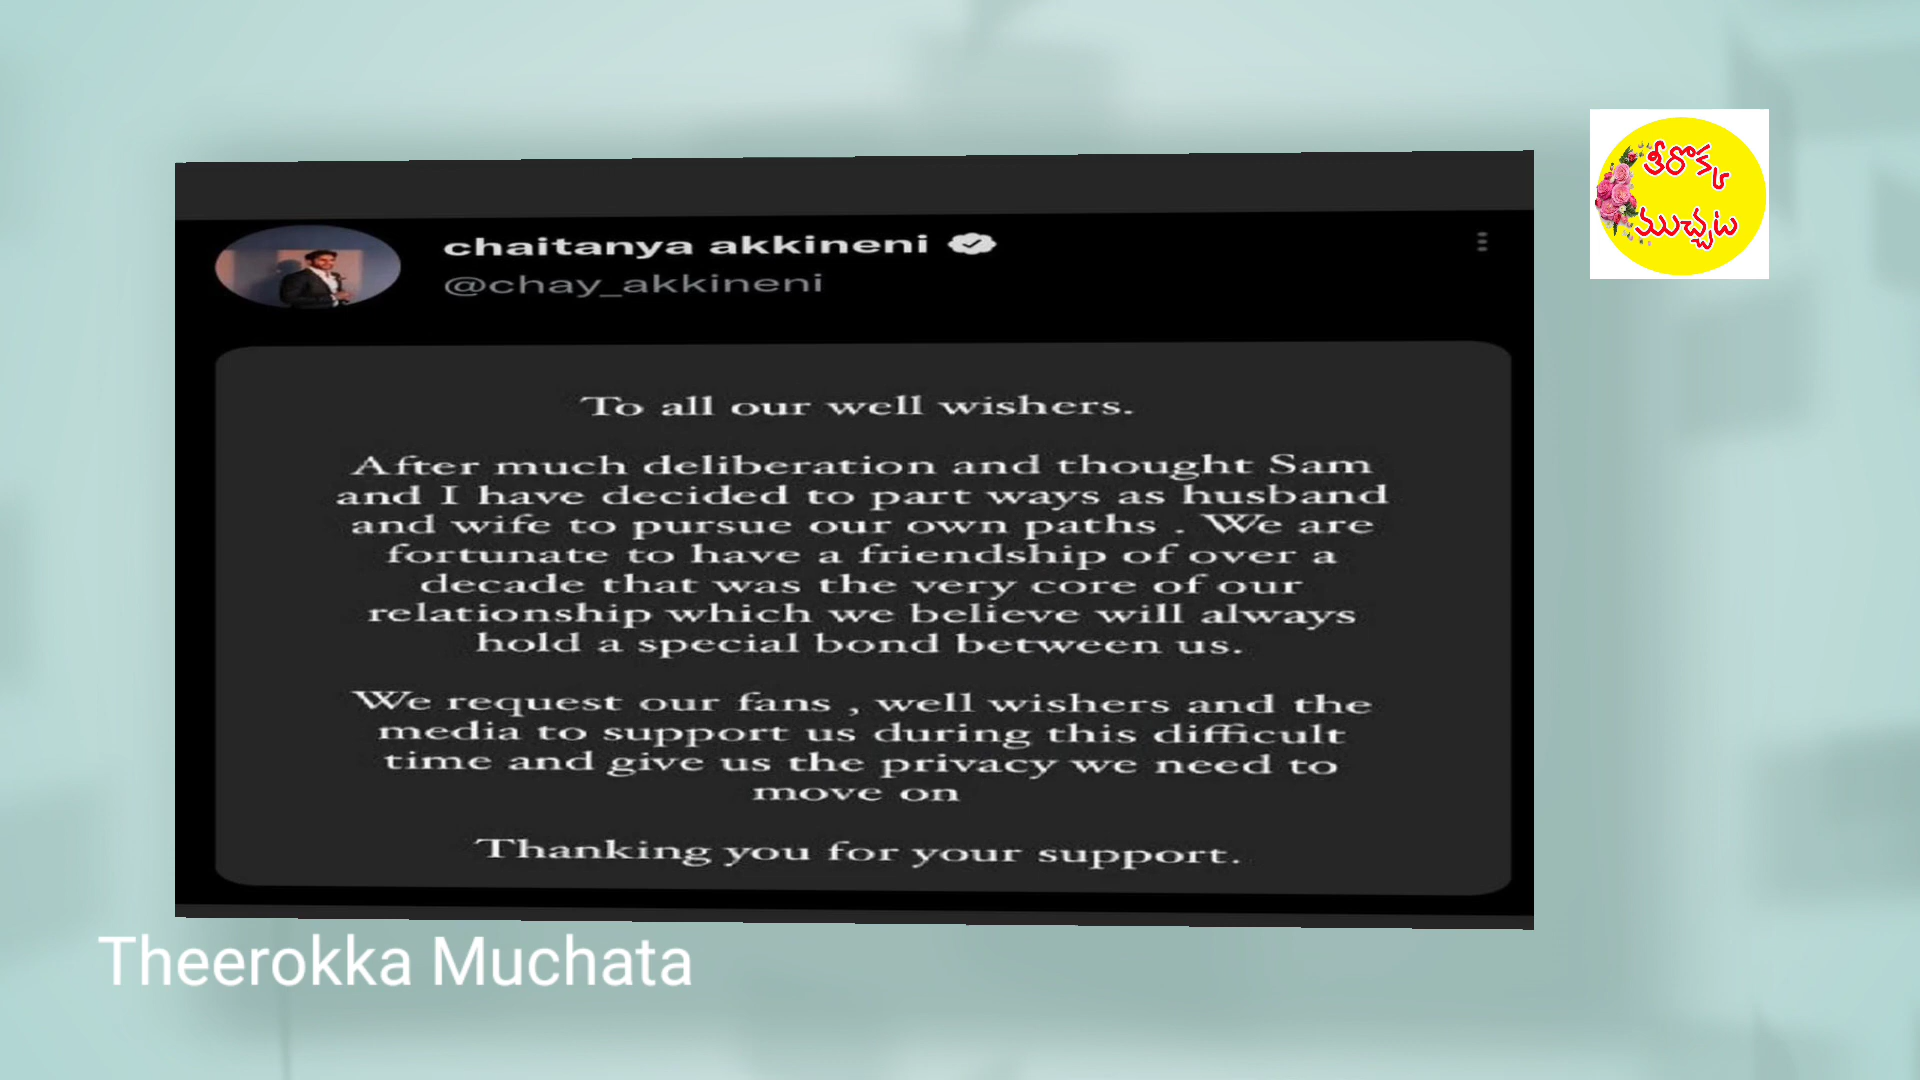 తీరొక్క
ముచ్చట
chaitanya akkineni
@chay_akkineni
To all our well wishers.
After much deliberation and thought Sam
and I have decided to part ways as husband
and wife to pursue our own paths . We are
fortunate to have a friendship of over a
decade that was the very core of our
relationship which we believe will always
hold a special bond between us.
We request our fans , well wishers and the
media to support us during this difficult
time and give us the privacy we need to
move on
Thanking you for your support.
Theerokka Muchata